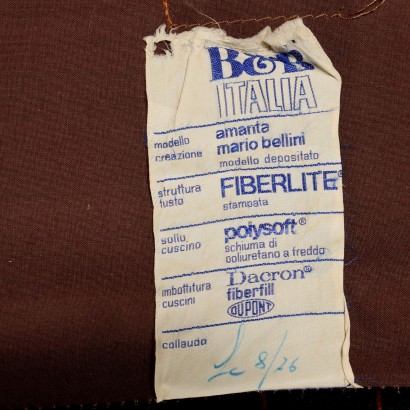 B&B
ITALIA
modello amanta
creazione mario bellini
modello depositato
struttura FIBERLITE®
fusto stampata
sotto polysoft®
cuscino schiuma di
poliuretano a freddo
imbottitura Dacron®
cuscini fiberfill
DUPONT
collaudo 8/26